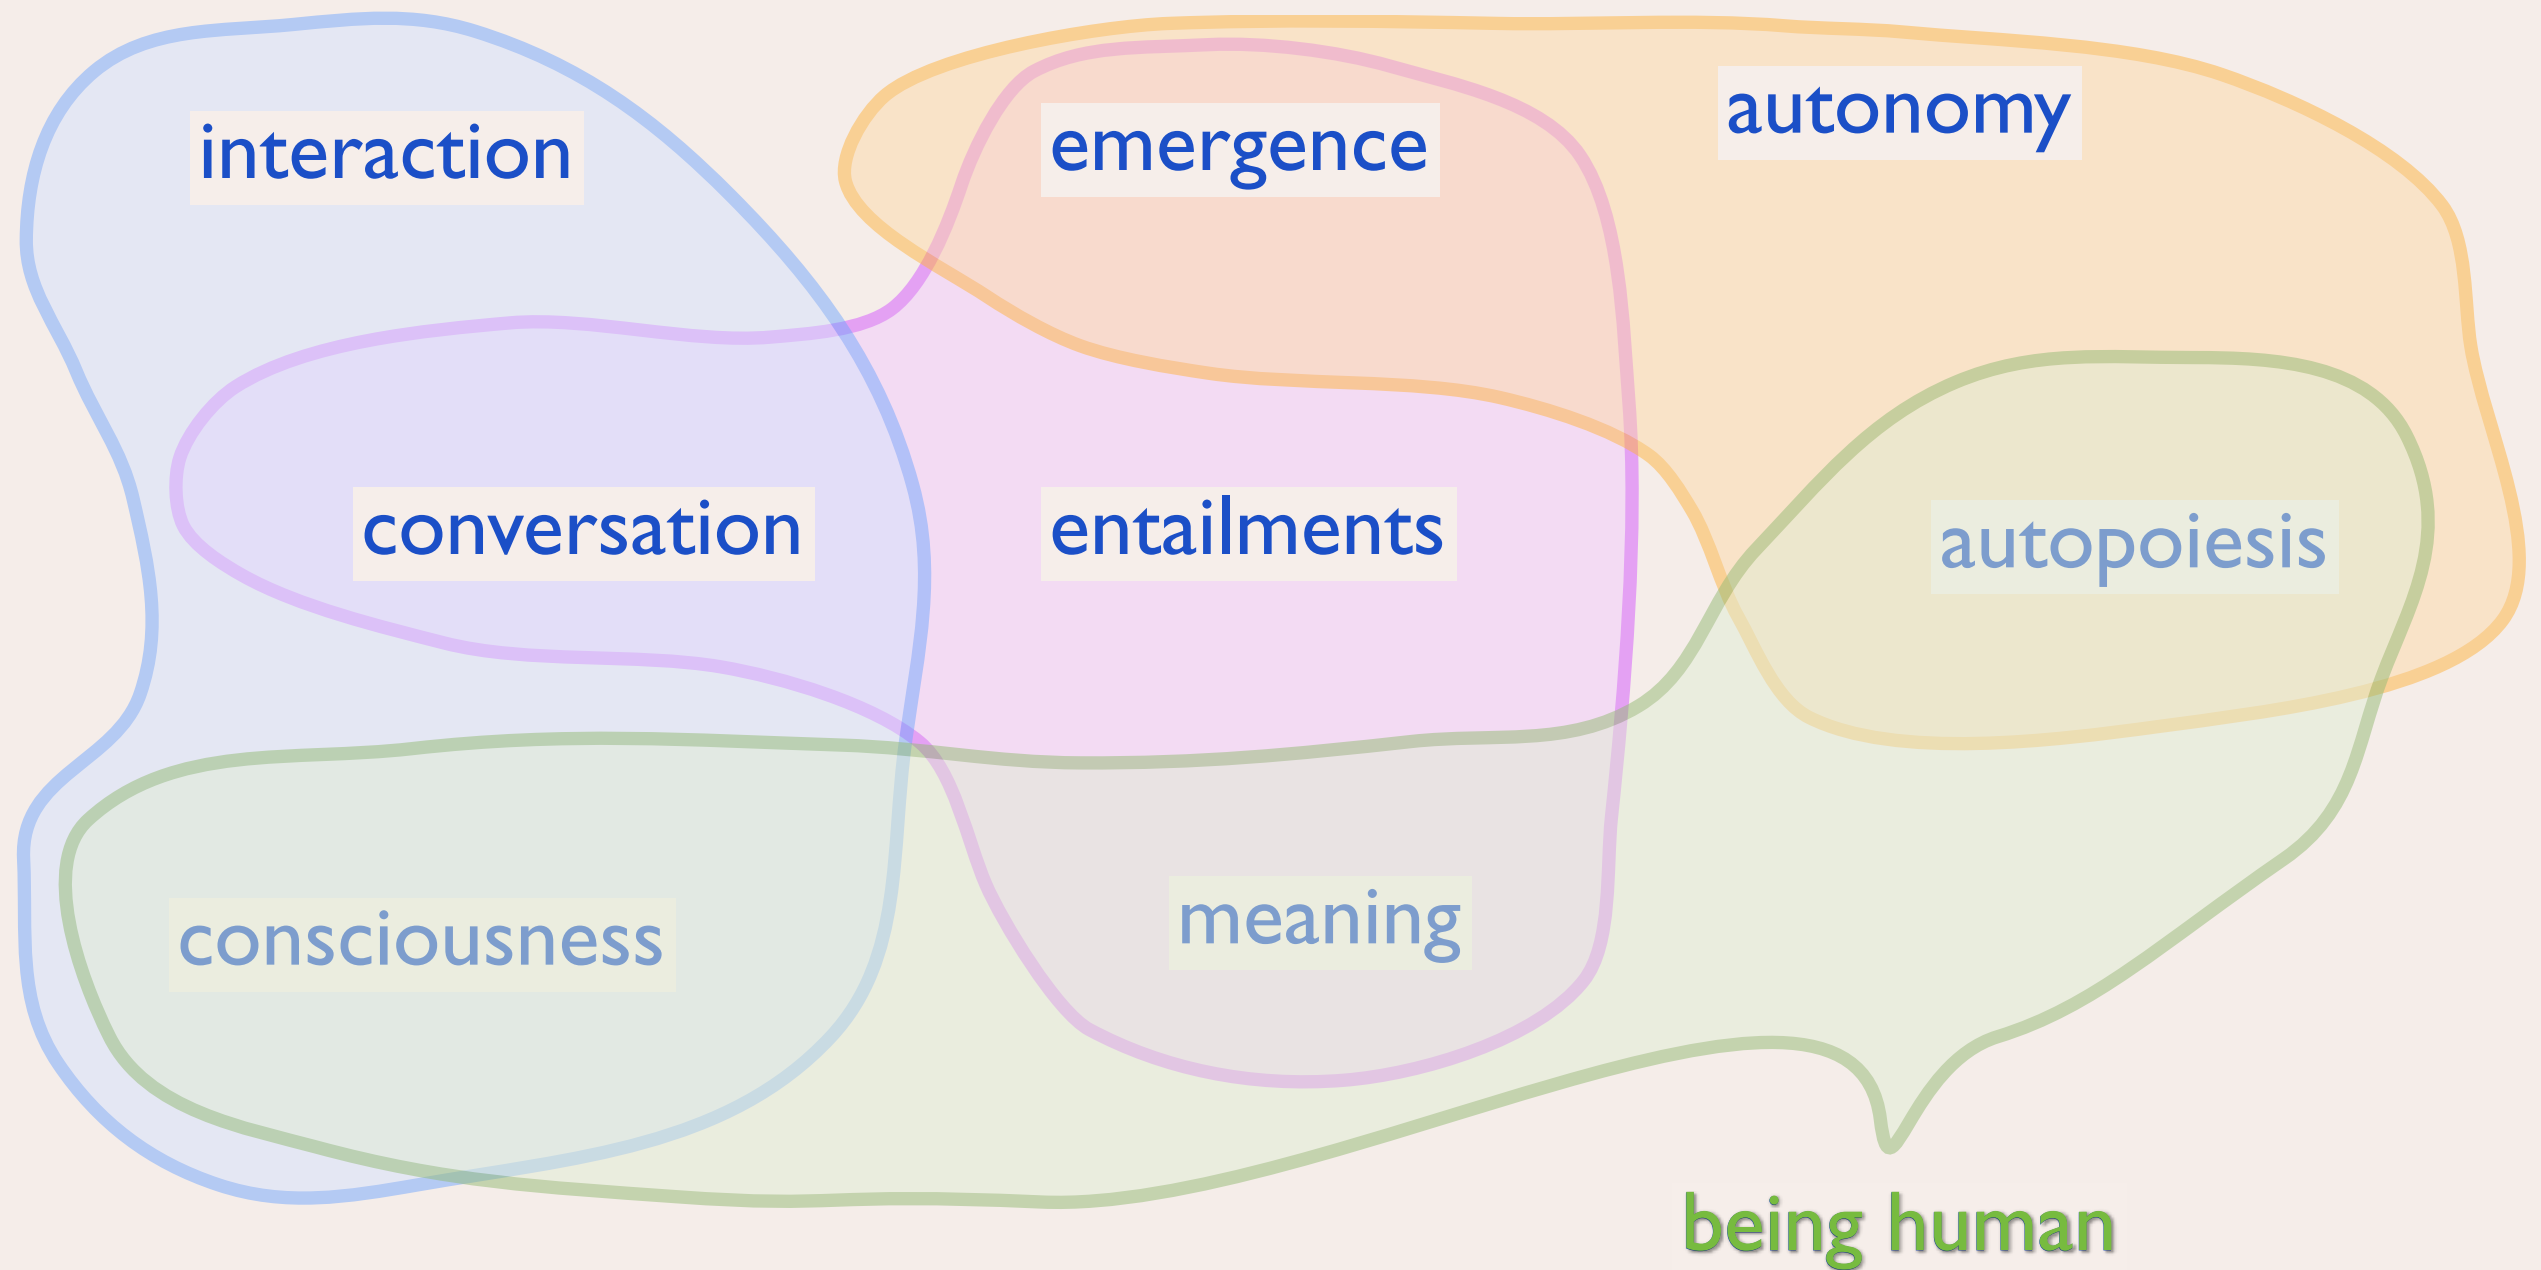 interaction
emergence
autonomy
conversation
entailments
autopoiesis
consciousness
meaning
being human